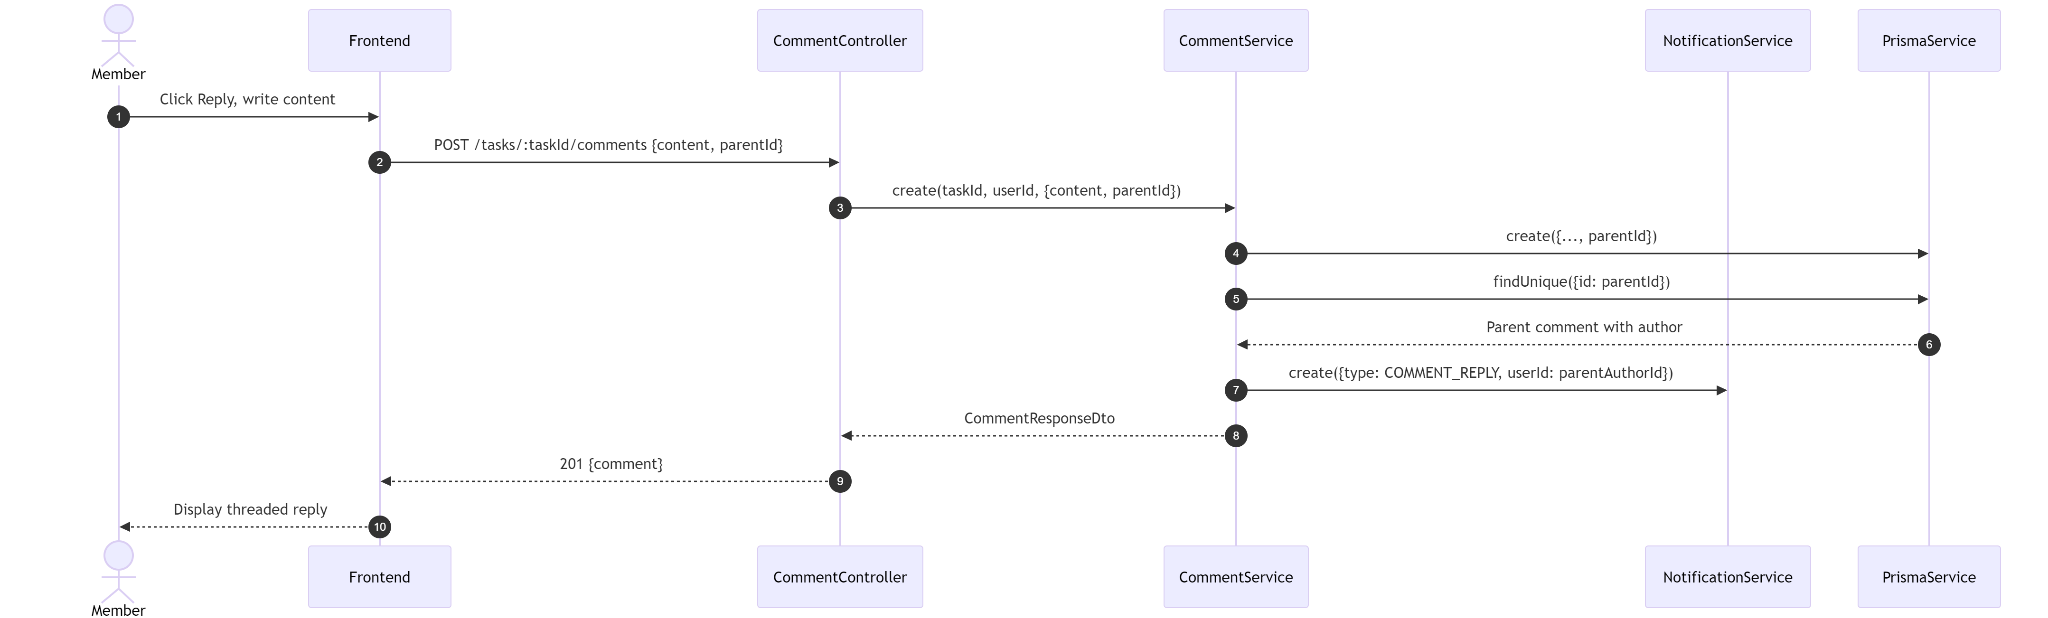 Member
Frontend
CommentController
CommentService
NotificationService
PrismaService
Click Reply, write content
1
POST /tasks/:taskId/comments {content, parentId}
2
create(taskId, userId, {content, parentId})
3
create({..., parentId})
4
findUnique({id: parentId})
5
Parent comment with author
6
create({type: COMMENT_REPLY, userId: parentAuthorId})
7
CommentResponseDto
8
201 {comment}
9
Display threaded reply
10
Member
Frontend
CommentController
CommentService
NotificationService
PrismaService